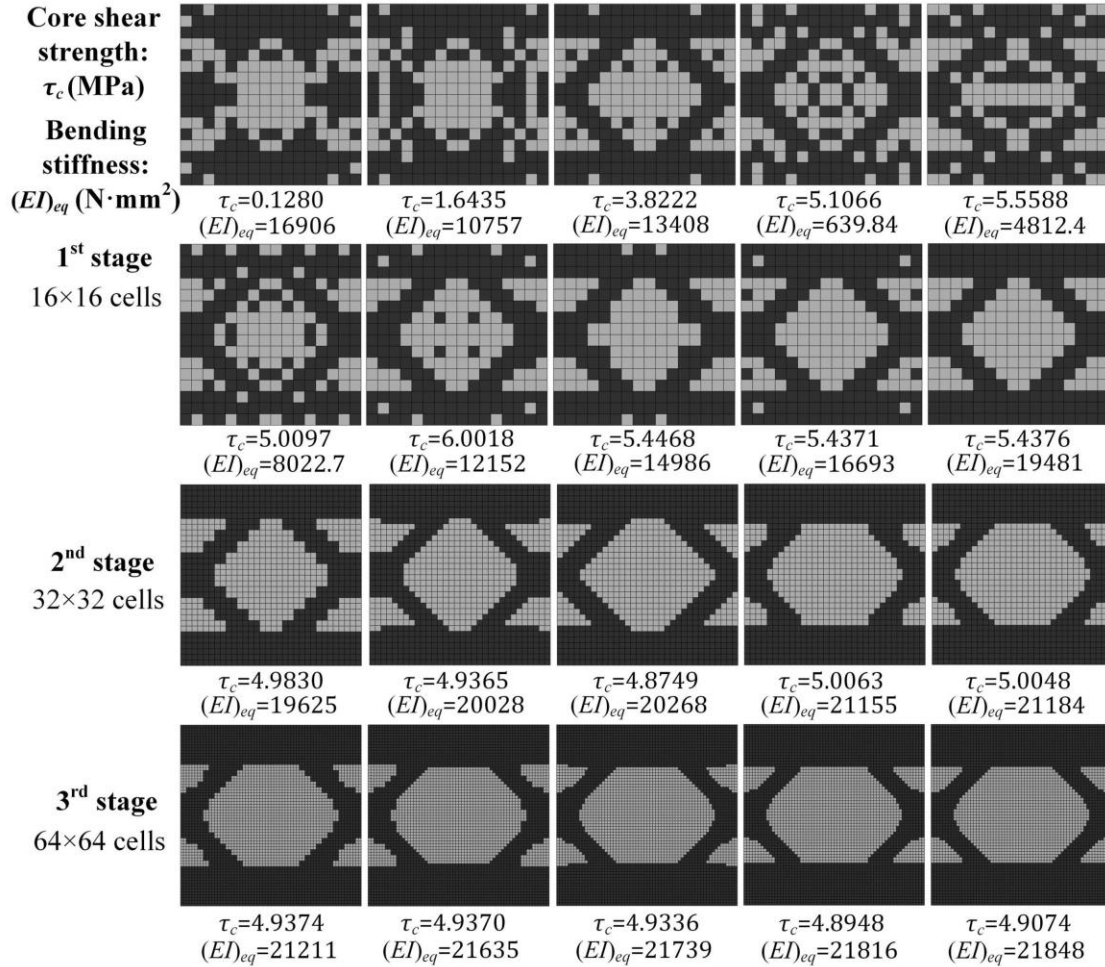 Core shear
strength:
τc (MPa)
Bending
stiffness:
(EI)eq (N·mm²)
τc=0.1280
(EI)eq=16906
τc=1.6435
(EI)eq=10757
τc=3.8222
(EI)eq=13408
τc=5.1066
(EI)eq=639.84
τc=5.5588
(EI)eq=4812.4
1st stage
16×16 cells
τc=5.0097
(EI)eq=8022.7
τc=6.0018
(EI)eq=12152
τc=5.4468
(EI)eq=14986
τc=5.4371
(EI)eq=16693
τc=5.4376
(EI)eq=19481
2nd stage
32×32 cells
τc=4.9830
(EI)eq=19625
τc=4.9365
(EI)eq=20028
τc=4.8749
(EI)eq=20268
τc=5.0063
(EI)eq=21155
τc=5.0048
(EI)eq=21184
3rd stage
64×64 cells
τc=4.9374
(EI)eq=21211
τc=4.9370
(EI)eq=21635
τc=4.9336
(EI)eq=21739
τc=4.8948
(EI)eq=21816
τc=4.9074
(EI)eq=21848